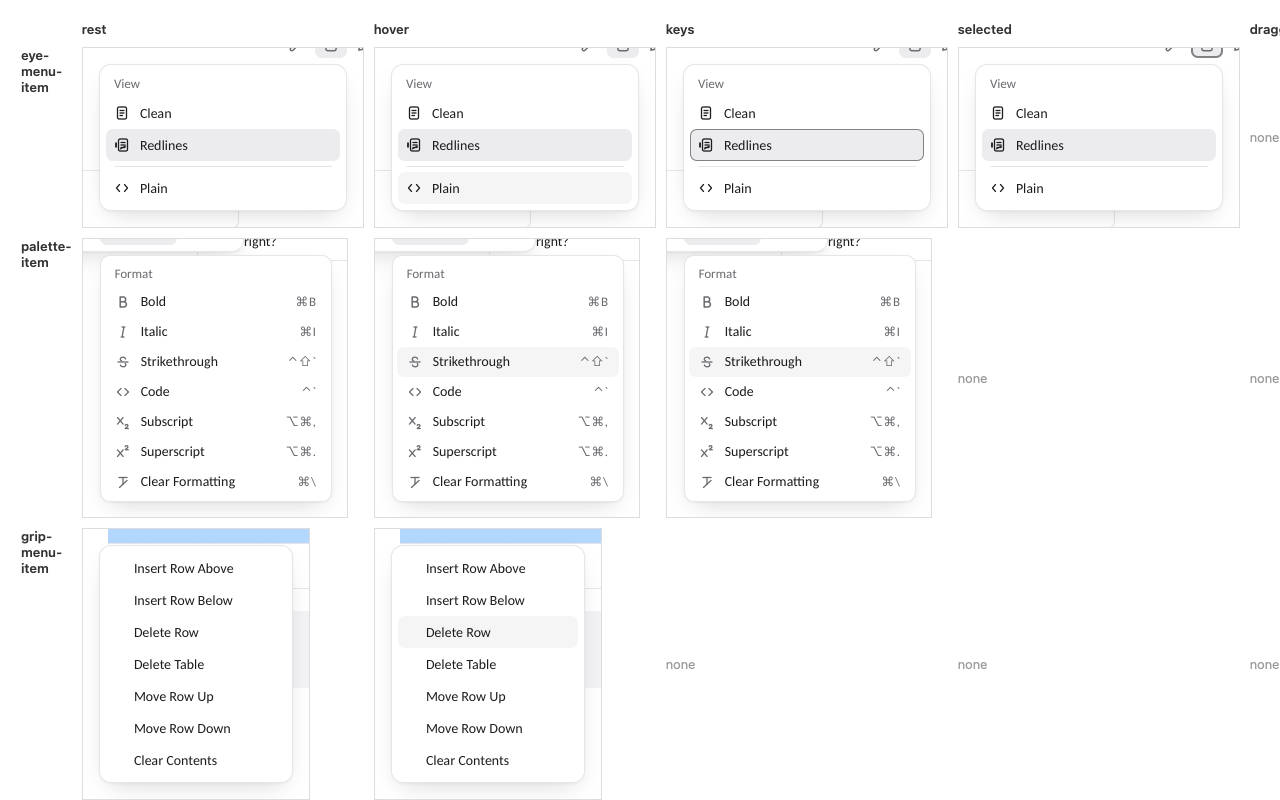 rest hover keys selected
eye-
menu-
item
View View View View
Clean Clean Clean Clean
Redlines Redlines Redlines Redlines
none
Plain Plain Plain Plain
palette-
item
right? right? right?
Format Format Format
Bold ⌘B Bold ⌘B Bold ⌘B
Italic ⌘I Italic ⌘I Italic ⌘I
Strikethrough ^⇧` Strikethrough ^⇧` Strikethrough ^⇧`
none none
Code ^` Code ^` Code ^`
Subscript ⌥⌘, Subscript ⌥⌘, Subscript ⌥⌘,
Superscript ⌥⌘. Superscript ⌥⌘. Superscript ⌥⌘.
Clear Formatting ⌘\ Clear Formatting ⌘\ Clear Formatting ⌘\
grip-
menu-
item
Insert Row Above Insert Row Above
Insert Row Below Insert Row Below
Delete Row Delete Row
Delete Table Delete Table none none none
Move Row Up Move Row Up
Move Row Down Move Row Down
Clear Contents Clear Contents